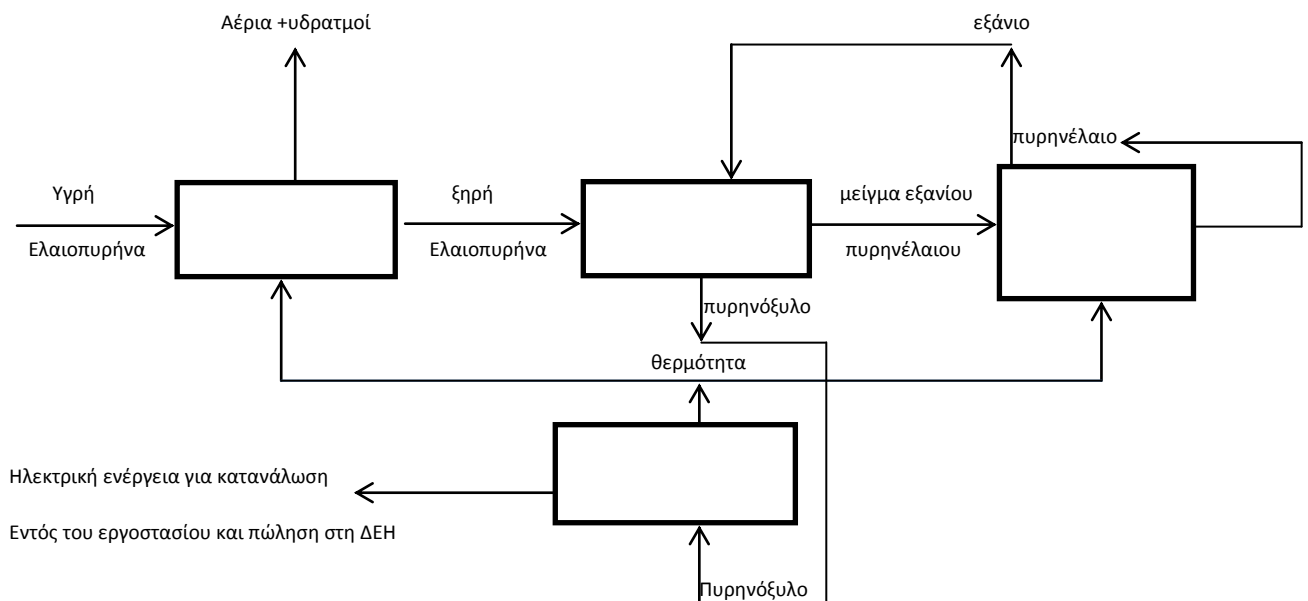 Αέρια +υδρατμοί
εξάνιο
πυρηνέλαιο
Υγρή
Ελαιοπυρήνα
ξηρή
Ελαιοπυρήνα
μείγμα εξανίου
πυρηνέλαιου
πυρηνόξυλο
θερμότητα
Ηλεκτρική ενέργεια για κατανάλωση
Εντός του εργοστασίου και πώληση στη ΔΕΗ
Πυρηνόξυλο